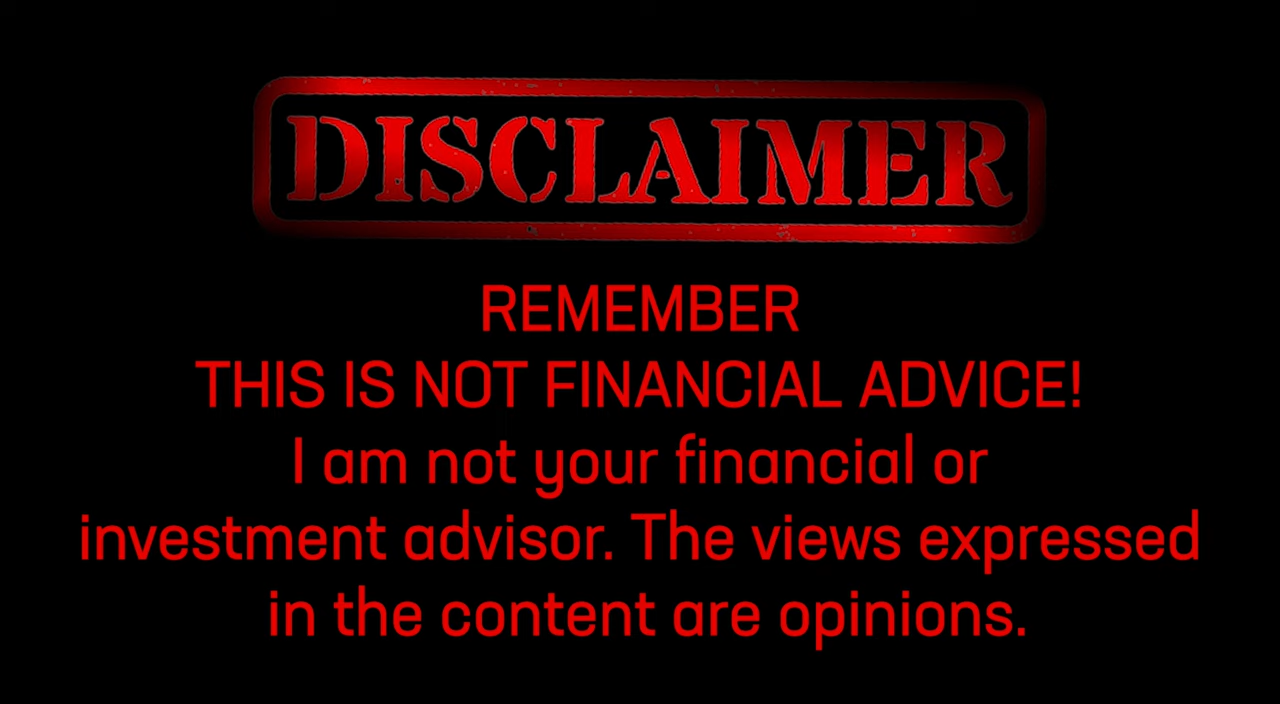 DISCLAIMER
REMEMBER
THIS IS NOT FINANCIAL ADVICE!
I am not your financial or
investment advisor. The views expressed
in the content are opinions.